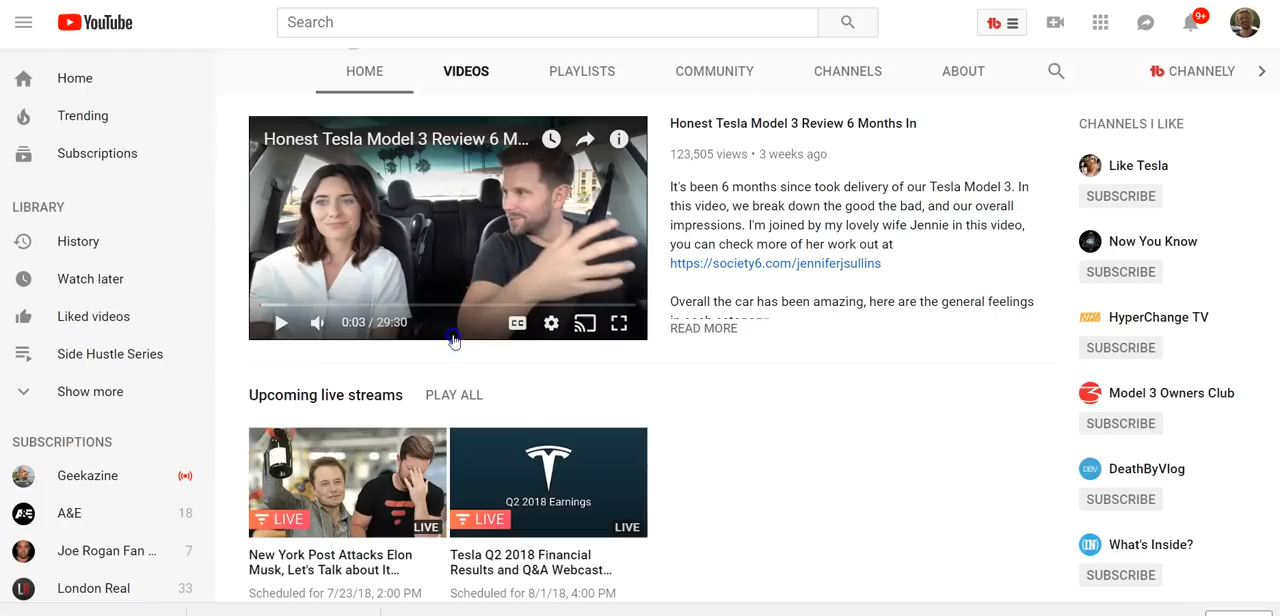 YouTube
Search
9+
HOME
VIDEOS
PLAYLISTS
COMMUNITY
CHANNELS
ABOUT
CHANNELY
Home
Trending
Subscriptions
LIBRARY
History
Watch later
Liked videos
Side Hustle Series
Show more
SUBSCRIPTIONS
Geekazine
A&E 18
Joe Rogan Fan ... 7
London Real 33
Honest Tesla Model 3 Review 6 M...
0:03 / 29:30
CC
Honest Tesla Model 3 Review 6 Months In
123,505 views • 3 weeks ago
It's been 6 months since took delivery of our Tesla Model 3. In
this video, we break down the good the bad, and our overall
impressions. I'm joined by my lovely wife Jennie in this video,
you can check more of her work out at
https://society6.com/jenniferjsullins
Overall the car has been amazing, here are the general feelings
READ MORE
Upcoming live streams PLAY ALL
LIVE
LIVE
New York Post Attacks Elon
Musk, Let's Talk about It...
Scheduled for 7/23/18, 2:00 PM
Q2 2018 Earnings
LIVE
LIVE
Tesla Q2 2018 Financial
Results and Q&A Webcast...
Scheduled for 8/1/18, 4:00 PM
CHANNELS I LIKE
Like Tesla
SUBSCRIBE
Now You Know
SUBSCRIBE
HyperChange TV
SUBSCRIBE
Model 3 Owners Club
SUBSCRIBE
DBV
DeathByVlog
SUBSCRIBE
What's Inside?
SUBSCRIBE